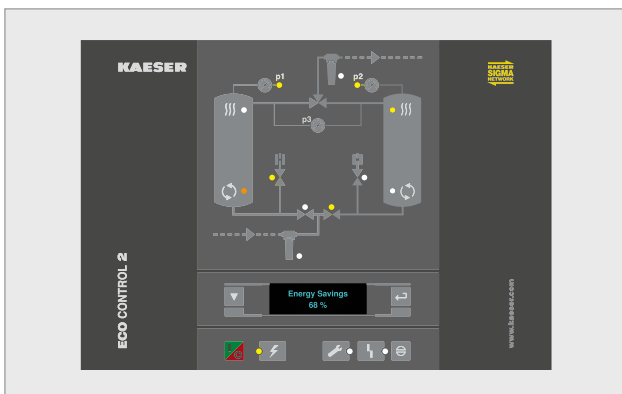 KAESER
KAESER
SIGMA
NETWORK
p1
p2
p3
ECO CONTROL 2
Energy Savings
68 %
www.kaeser.com